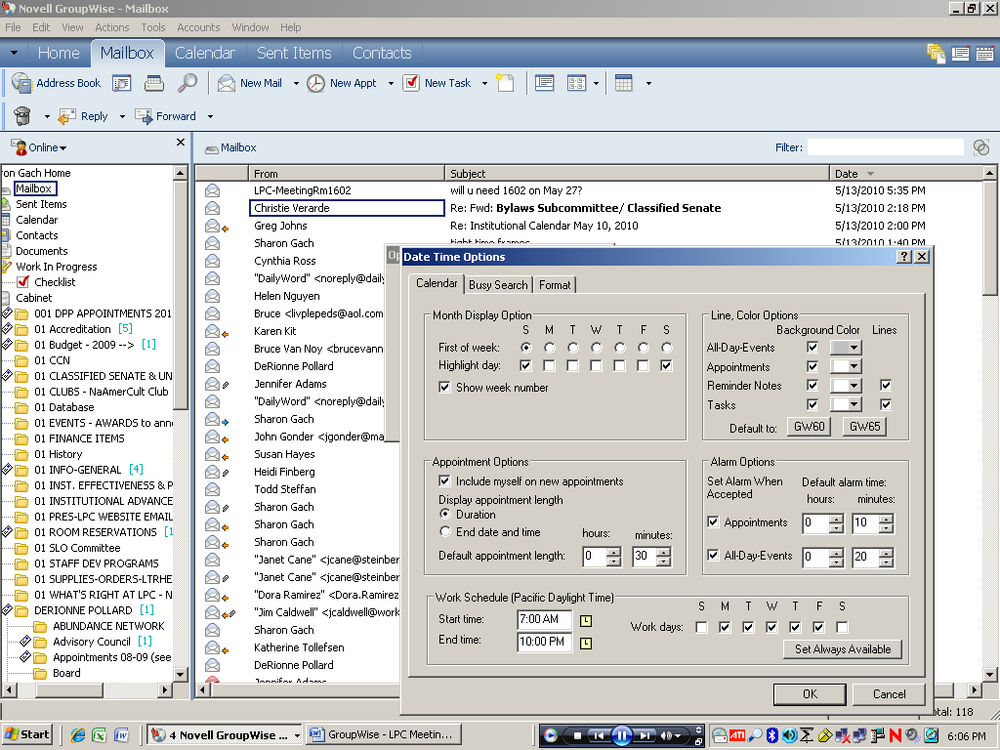 Novell GroupWise - Mailbox
File Edit View Actions Tools Accounts Window Help
Home Mailbox Calendar Sent Items Contacts
Address Book New Mail New Appt New Task
Reply Forward
Online Mailbox Filter:
ron Gach Home
Mailbox
Sent Items
Calendar
Contacts
Documents
Work In Progress
Checklist
Cabinet
001 DPP APPOINTMENTS 201
01 Accreditation [5]
01 Budget - 2009 --> [1]
01 CCN
01 CLASSIFIED SENATE & UN
01 CLUBS - NaAmerCult Club
01 Database
01 EVENTS - AWARDS to anno
01 FINANCE ITEMS
01 History
01 INFO-GENERAL [4]
01 INST. EFFECTIVENESS & P
01 INSTITUTIONAL ADVANCE
01 PRES-LPC WEBSITE EMAIL
01 ROOM RESERVATIONS [1
01 SLO Committee
01 STAFF DEV PROGRAMS
01 SUPPLIES-ORDERS-LTRHE
01 WHAT'S RIGHT AT LPC - N
DERIONNE POLLARD [1]
ABUNDANCE NETWORK
Advisory Council [1]
Appointments 08-09 (see
Board
From Subject Date
LPC-MeetingRm1602 will u need 1602 on May 27? 5/13/2010 5:35 PM
Christie Verarde Re: Fwd: Bylaws Subcommittee/ Classified Senate 5/13/2010 2:18 PM
Greg Johns Re: Institutional Calendar May 10, 2010 5/13/2010 2:00 PM
Sharon Gach tight time frames 5/13/2010 1:40 PM
Cynthia Ross
"DailyWord" <noreply@daily
Helen Nguyen
Bruce <livplepeds@aol.com
Karen Kit
Bruce Van Noy <brucevann
DeRionne Pollard
Jennifer Adams
"DailyWord" <noreply@daily
Sharon Gach
John Gonder <jgonder@ma
Susan Hayes
Heidi Finberg
Todd Steffan
Sharon Gach
Sharon Gach
Sharon Gach
"Janet Cane" <jcane@steinber
"Janet Cane" <jcane@steinber
"Dora Ramirez" <Dora.Ramirez
"Jim Caldwell" <jcaldwell@work
Sharon Gach
Katherine Tollefsen
DeRionne Pollard
Jennifer Adams
Op
Date Time Options
Calendar Busy Search Format
Month Display Option
S M T W T F S
First of week:
Highlight day:
Show week number
Line, Color Options
Background Color Lines
All-Day-Events
Appointments
Reminder Notes
Tasks
Default to: GW60 GW65
Appointment Options
Include myself on new appointments
Display appointment length
Duration
End date and time
hours: minutes:
Default appointment length: 0 30
Alarm Options
Set Alarm When Accepted
Default alarm time:
hours: minutes:
Appointments 0 10
All-Day-Events 0 20
Work Schedule (Pacific Daylight Time)
S M T W T F S
Start time: 7:00 AM
Work days:
End time: 10:00 PM
Set Always Available
OK Cancel
otal: 118
Start 4 Novell GroupWise ... GroupWise - LPC Meetin... 6:06 PM